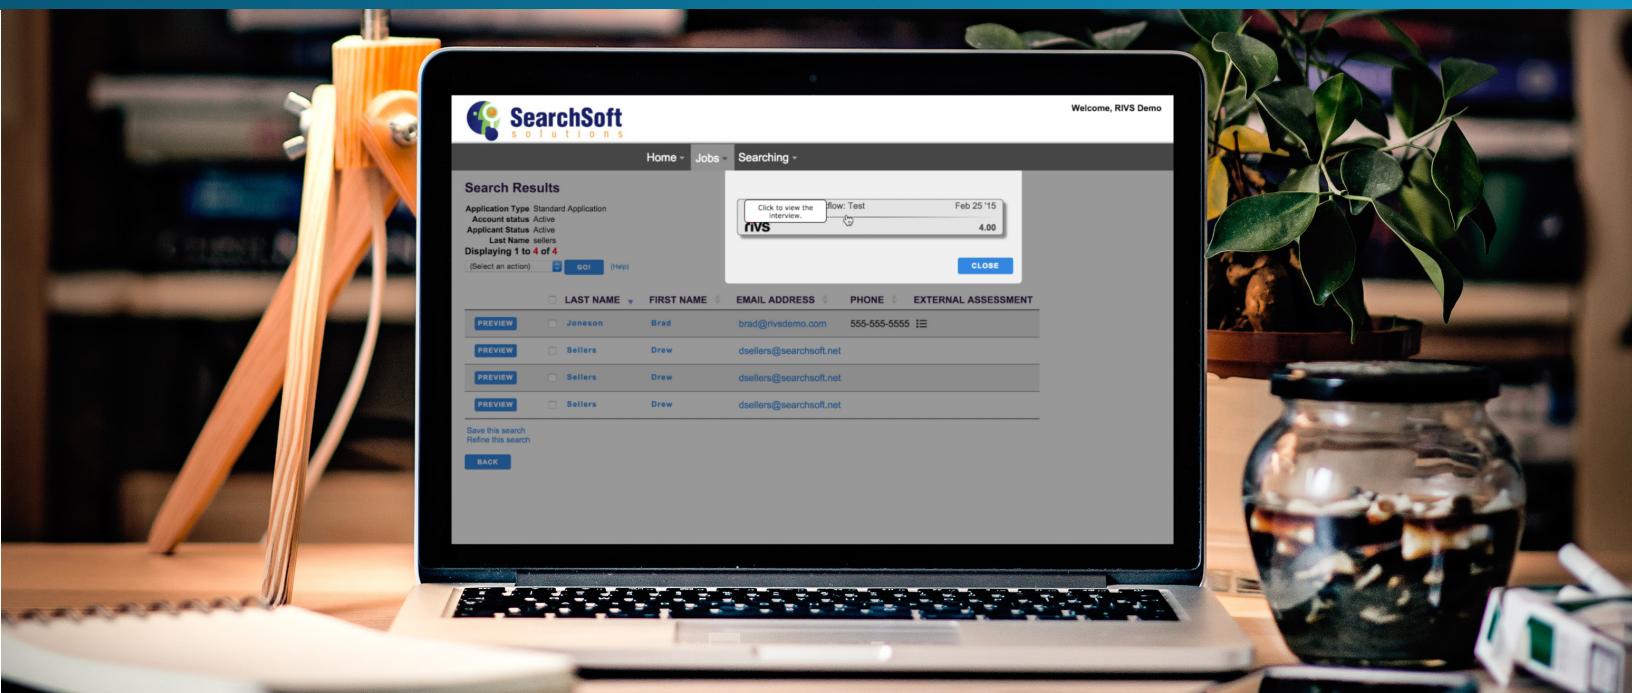 SearchSoft
solutions
Welcome, RIVS Demo
Home Jobs Searching
Search Results
Application Type Standard Application
Account status Active
Applicant Status Active
Last Name sellers
Displaying 1 to 4 of 4
(Select an action) GO! (Help)
Click to view the
interview.
flow: Test Feb 25 '15
rivs 4.00
CLOSE
LAST NAME FIRST NAME EMAIL ADDRESS PHONE EXTERNAL ASSESSMENT
PREVIEW Joneson Brad brad@rivsdemo.com 555-555-5555
PREVIEW Sellers Drew dsellers@searchsoft.net
PREVIEW Sellers Drew dsellers@searchsoft.net
PREVIEW Sellers Drew dsellers@searchsoft.net
Save this search
Refine this search
BACK